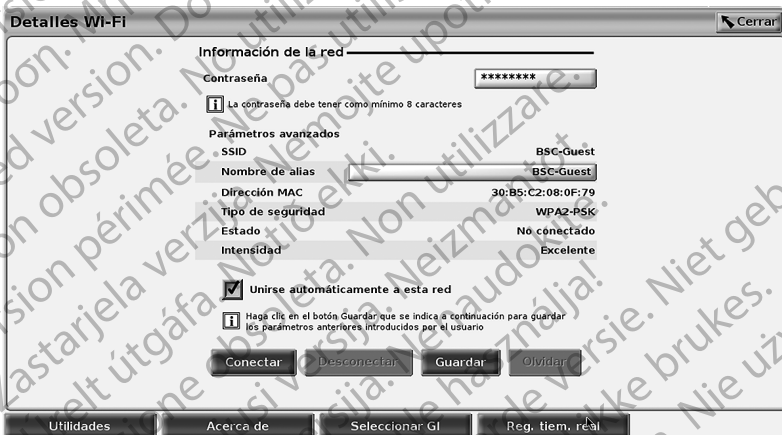 Detalles Wi-Fi
Cerrar
Información de la red
Contraseña ********
La contraseña debe tener como mínimo 8 caracteres
Parámetros avanzados
SSID BSC-Guest
Nombre de alias BSC-Guest
Dirección MAC 30:B5:C2:08:0F:79
Tipo de seguridad WPA2-PSK
Estado No conectado
Intensidad Excelente
Unirse automáticamente a esta red
Haga clic en el botón Guardar que se indica a continuación para guardar
los parámetros anteriores introducidos por el usuario
Conectar Desconectar Guardar Olvidar
Utilidades Acerca de Seleccionar GI Reg. tiem. real